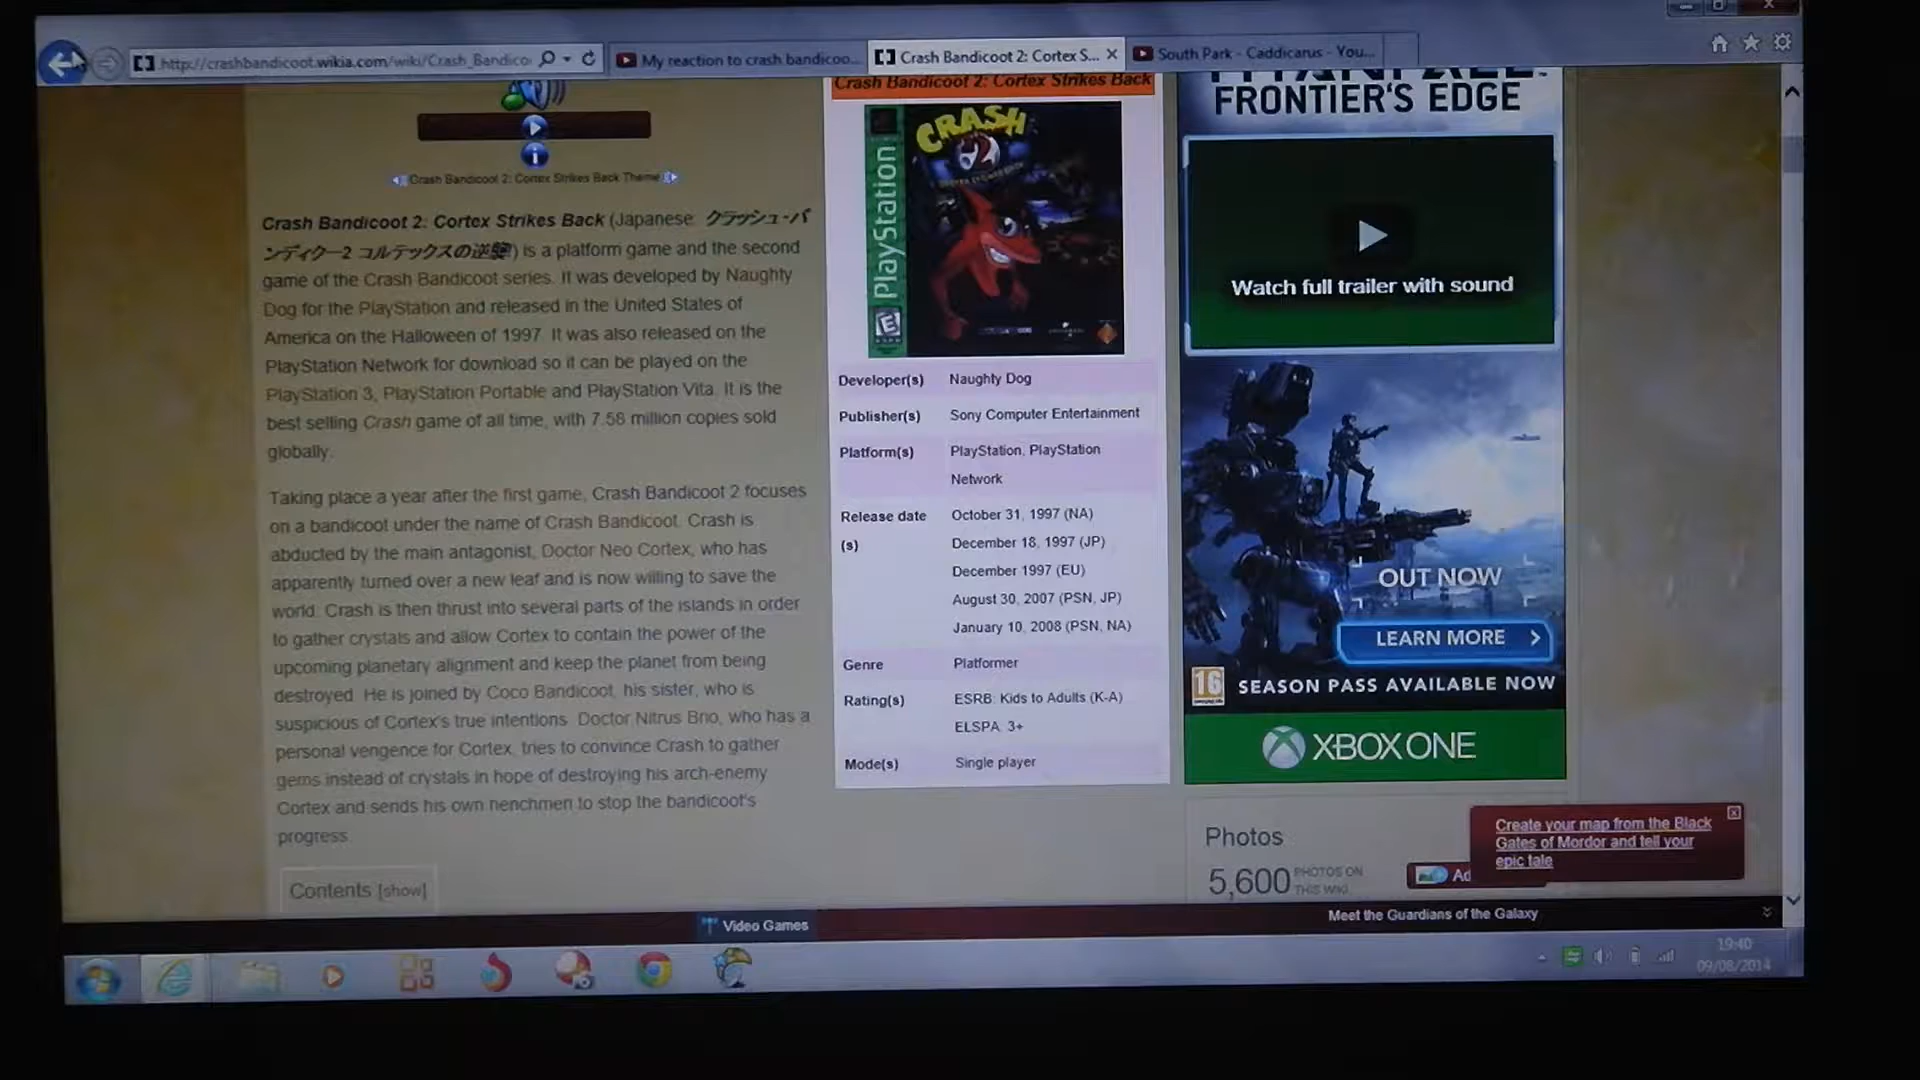 http://crashbandicoot.wikia.com/wiki/Crash_Bandicoo
My reaction to crash bandicoo...
Crash Bandicoot 2: Cortex S...
South Park - Caddicarus - You...
Crash Bandicoot 2: Cortex Strikes Back Theme
Crash Bandicoot 2: Cortex Strikes Back (Japanese: クラッシュ・バ
ンディクー2 コルテックスの逆襲!) is a platform game and the second
game of the Crash Bandicoot series. It was developed by Naughty
Dog for the PlayStation and released in the United States of
America on the Halloween of 1997. It was also released on the
PlayStation Network for download so it can be played on the
PlayStation 3, PlayStation Portable and PlayStation Vita. It is the
best selling Crash game of all time, with 7.58 million copies sold
globally.
Taking place a year after the first game, Crash Bandicoot 2 focuses
on a bandicoot under the name of Crash Bandicoot. Crash is
abducted by the main antagonist, Doctor Neo Cortex, who has
apparently turned over a new leaf and is now willing to save the
world. Crash is then thrust into several parts of the islands in order
to gather crystals and allow Cortex to contain the power of the
upcoming planetary alignment and keep the planet from being
destroyed. He is joined by Coco Bandicoot, his sister, who is
suspicious of Cortex's true intentions. Doctor Nitrus Brio, who has a
personal vengence for Cortex, tries to convince Crash to gather
gems instead of crystals in hope of destroying his arch-enemy
Cortex and sends his own henchmen to stop the bandicoot's
progress.
Contents [show]
Crash Bandicoot 2: Cortex Strikes Back
PlayStation
CRASH
2
E
Developer(s) Naughty Dog
Publisher(s) Sony Computer Entertainment
Platform(s) PlayStation, PlayStation
Network
Release date October 31, 1997 (NA)
(s) December 18, 1997 (JP)
December 1997 (EU)
August 30, 2007 (PSN, JP)
January 10, 2008 (PSN, NA)
Genre Platformer
Rating(s) ESRB: Kids to Adults (K-A)
ELSPA: 3+
Mode(s) Single player
TITANFALL
FRONTIER'S EDGE
Watch full trailer with sound
OUT NOW
LEARN MORE >
16 SEASON PASS AVAILABLE NOW
XBOX ONE
Photos
5,600 PHOTOS ON
THIS WIKI
Ad
Create your map from the Black
Gates of Mordor and tell your
epic tale
Video Games
Meet the Guardians of the Galaxy
19:40
09/08/2014